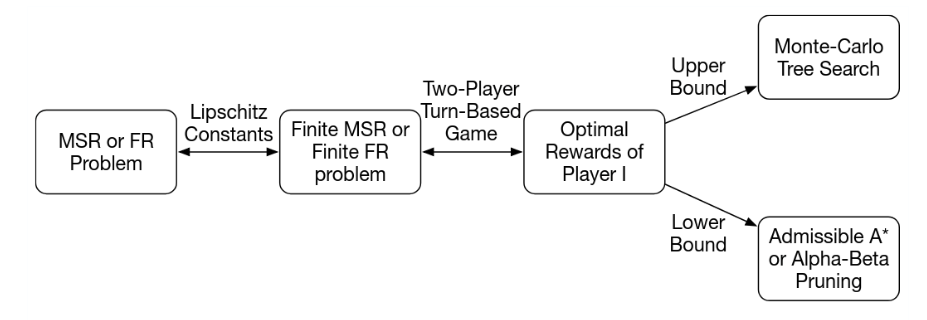 MSR or FR
Problem
Lipschitz
Constants
Finite MSR or
Finite FR
problem
Two-Player
Turn-Based
Game
Optimal
Rewards of
Player I
Upper
Bound
Monte-Carlo
Tree Search
Lower
Bound
Admissible A*
or Alpha-Beta
Pruning